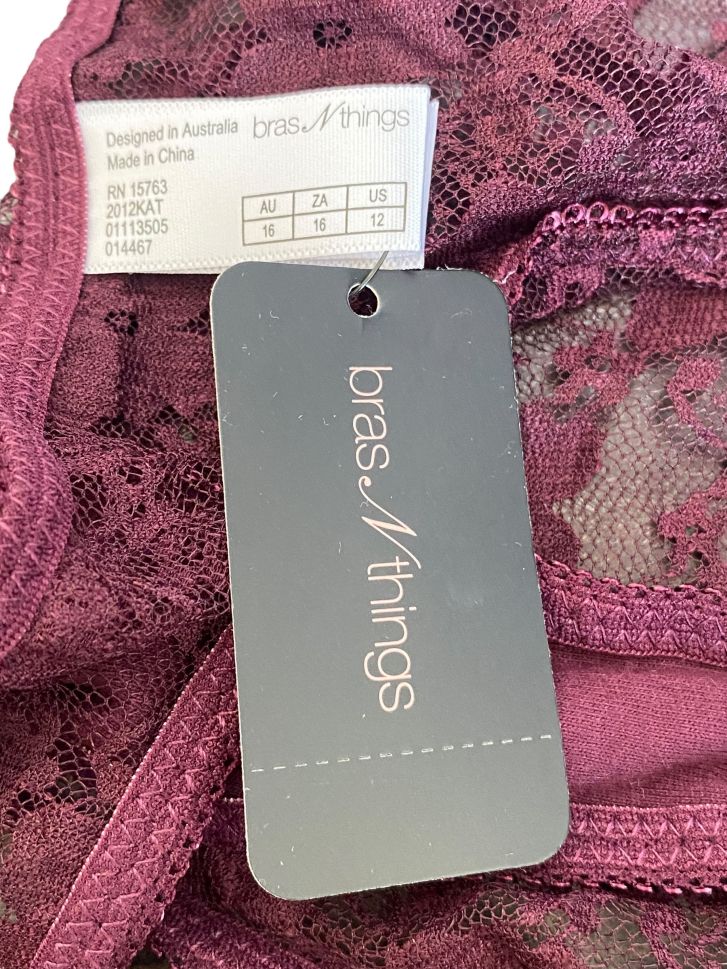 Designed in Australia
Made in China
bras N things
RN 15763
2012KAT
01113505
014467
AU ZA US
16 16 12
bras N things